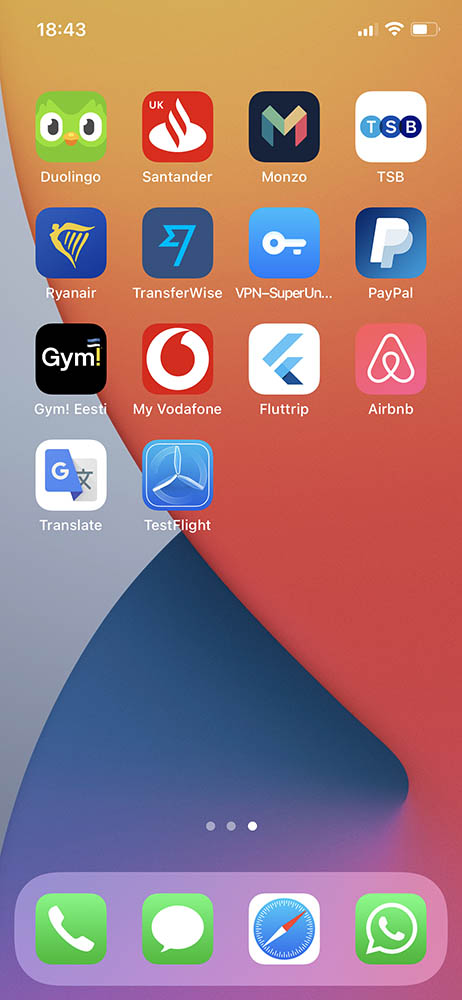 18:43
UK
TSB
Duolingo
Santander
Monzo
TSB
Ryanair
TransferWise
VPN–SuperUn...
PayPal
Gym!
Gym! Eesti
My Vodafone
Fluttrip
Airbnb
G 文
Translate
TestFlight